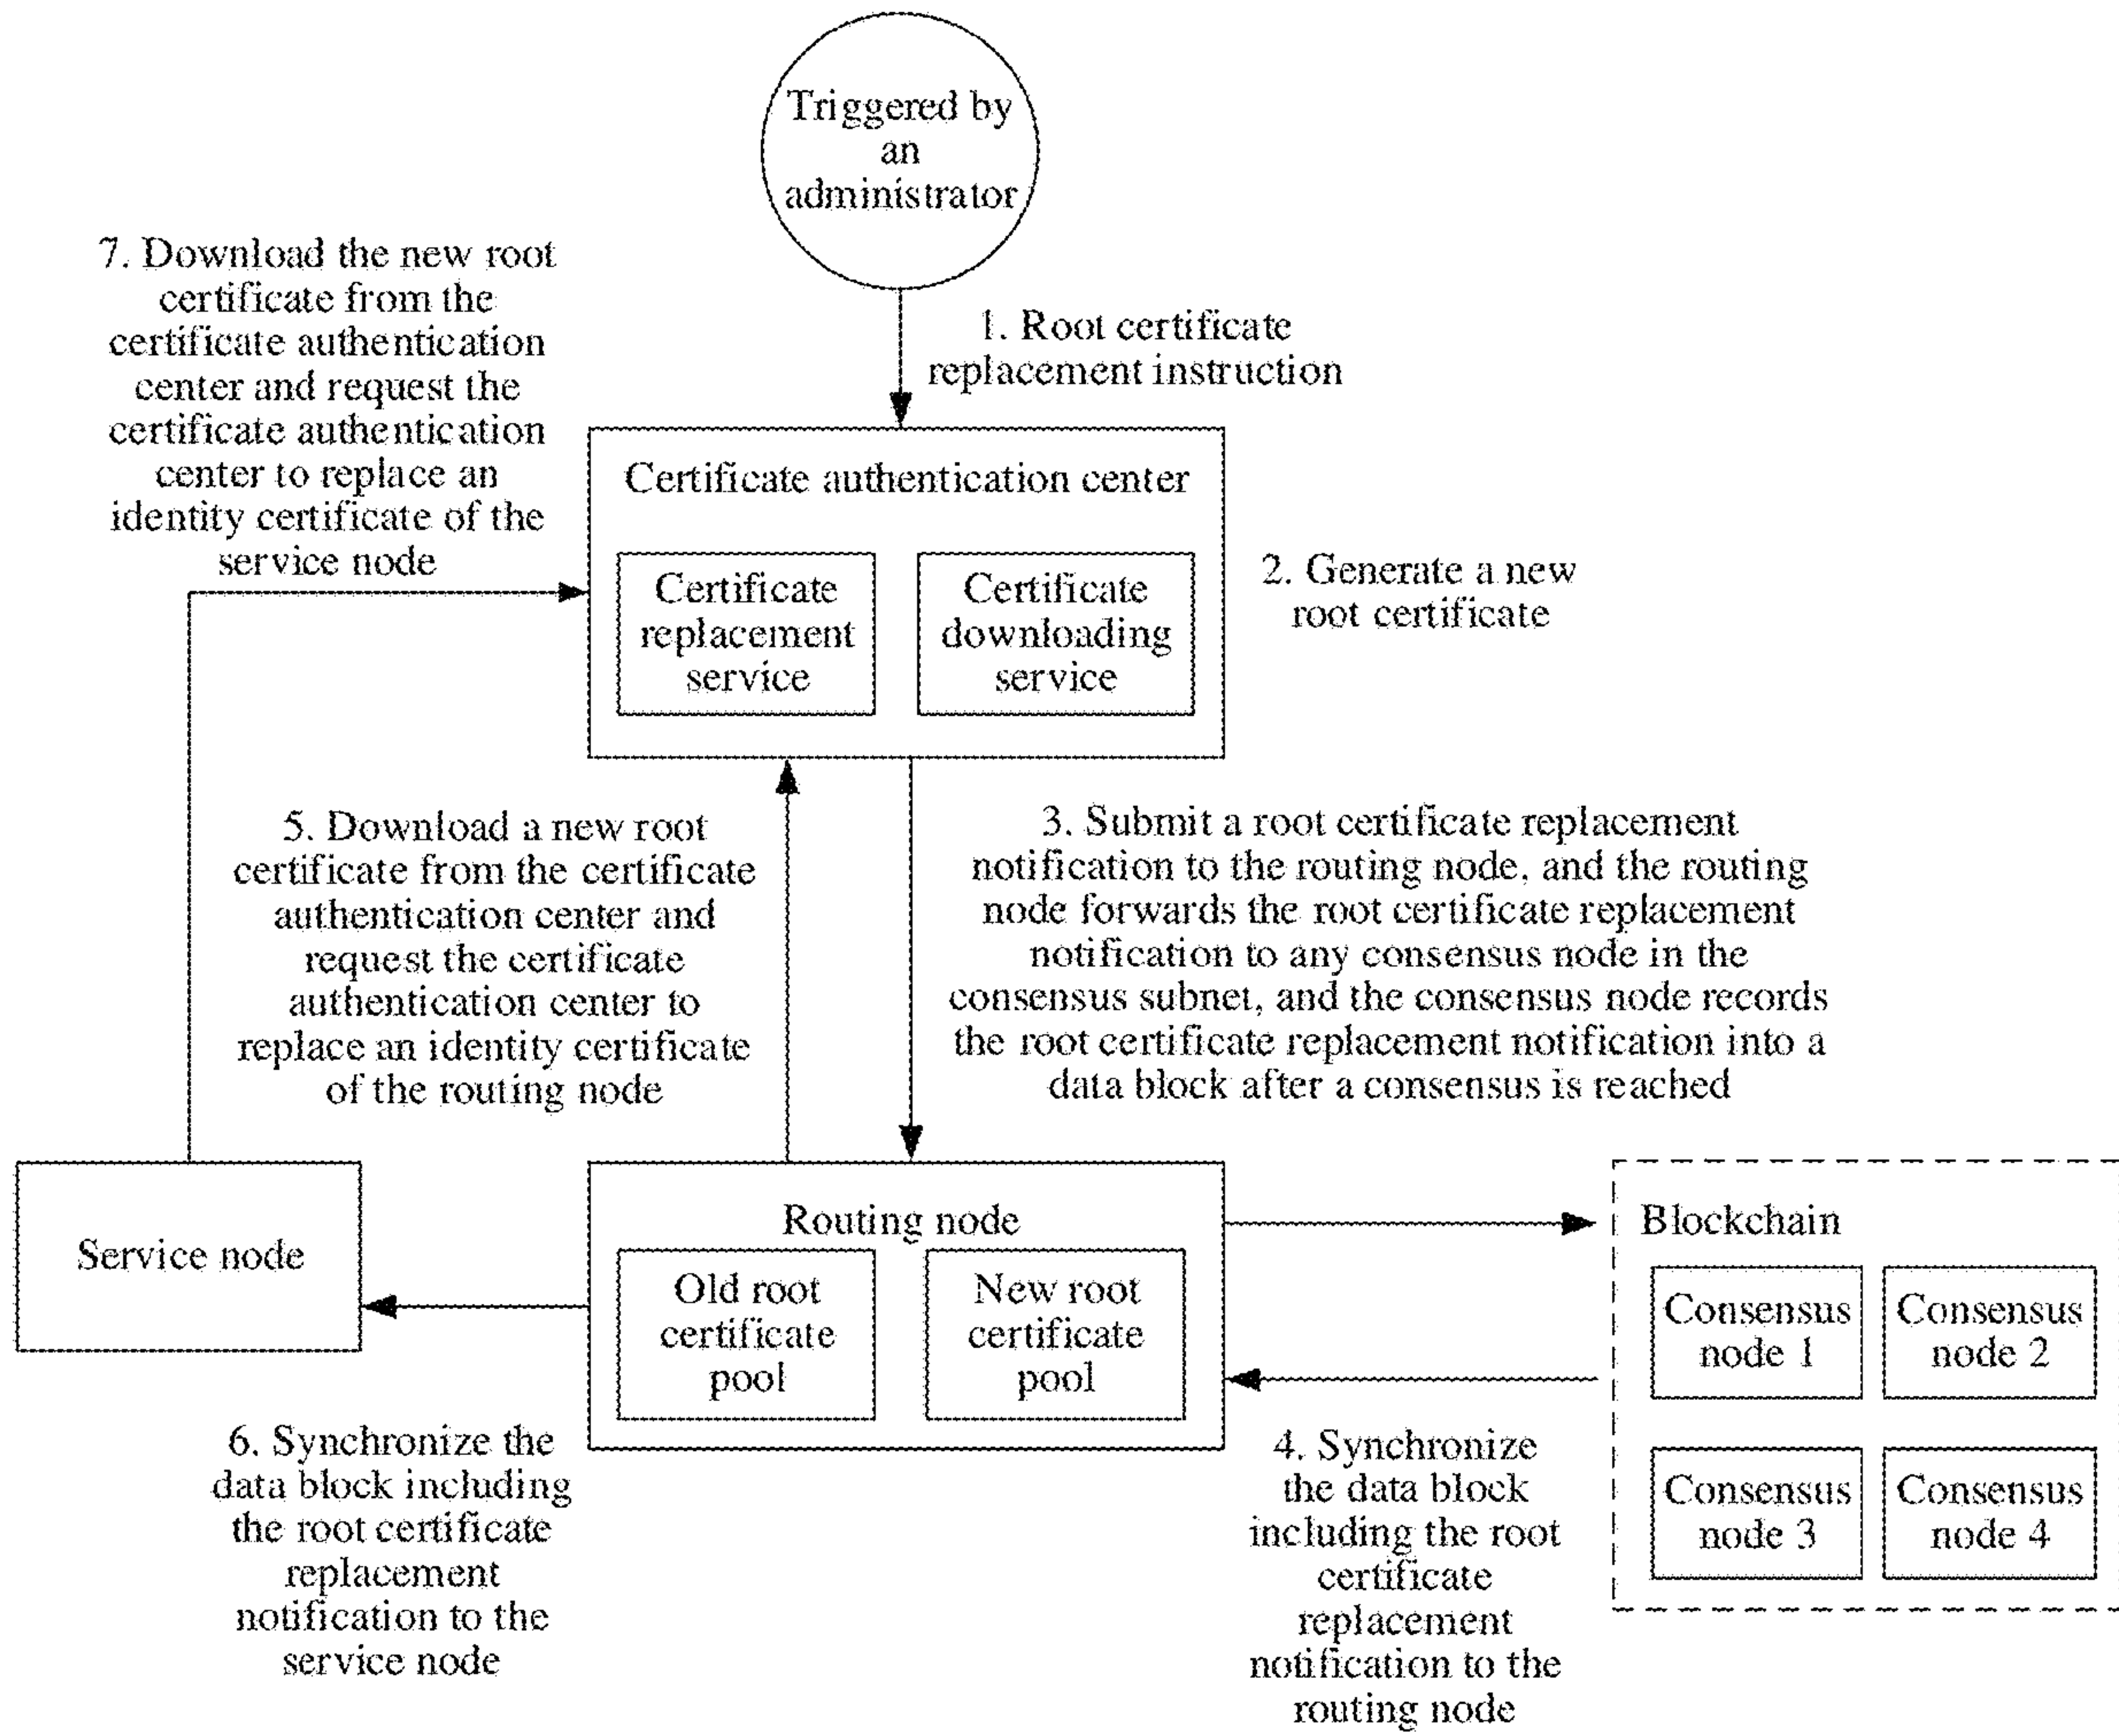 Triggered by
an
administrator
7. Download the new root
certificate from the
certificate authentication
center and request the
certificate authentication
center to replace an
identity certificate of the
service node
1. Root certificate
replacement instruction
Certificate authentication center
Certificate
replacement
service
Certificate
downloading
service
2. Generate a new
root certificate
5. Download a new root
certificate from the certificate
authentication center and
request the certificate
authentication center to
replace an identity certificate
of the routing node
3. Submit a root certificate replacement
notification to the routing node, and the routing
node forwards the root certificate replacement
notification to any consensus node in the
consensus subnet, and the consensus node records
the root certificate replacement notification into a
data block after a consensus is reached
Service node
Routing node
Old root
certificate
pool
New root
certificate
pool
Blockchain
Consensus
node 1
Consensus
node 2
Consensus
node 3
Consensus
node 4
6. Synchronize the
data block including
the root certificate
replacement
notification to the
service node
4. Synchronize
the data block
including the root
certificate
replacement
notification to the
routing node